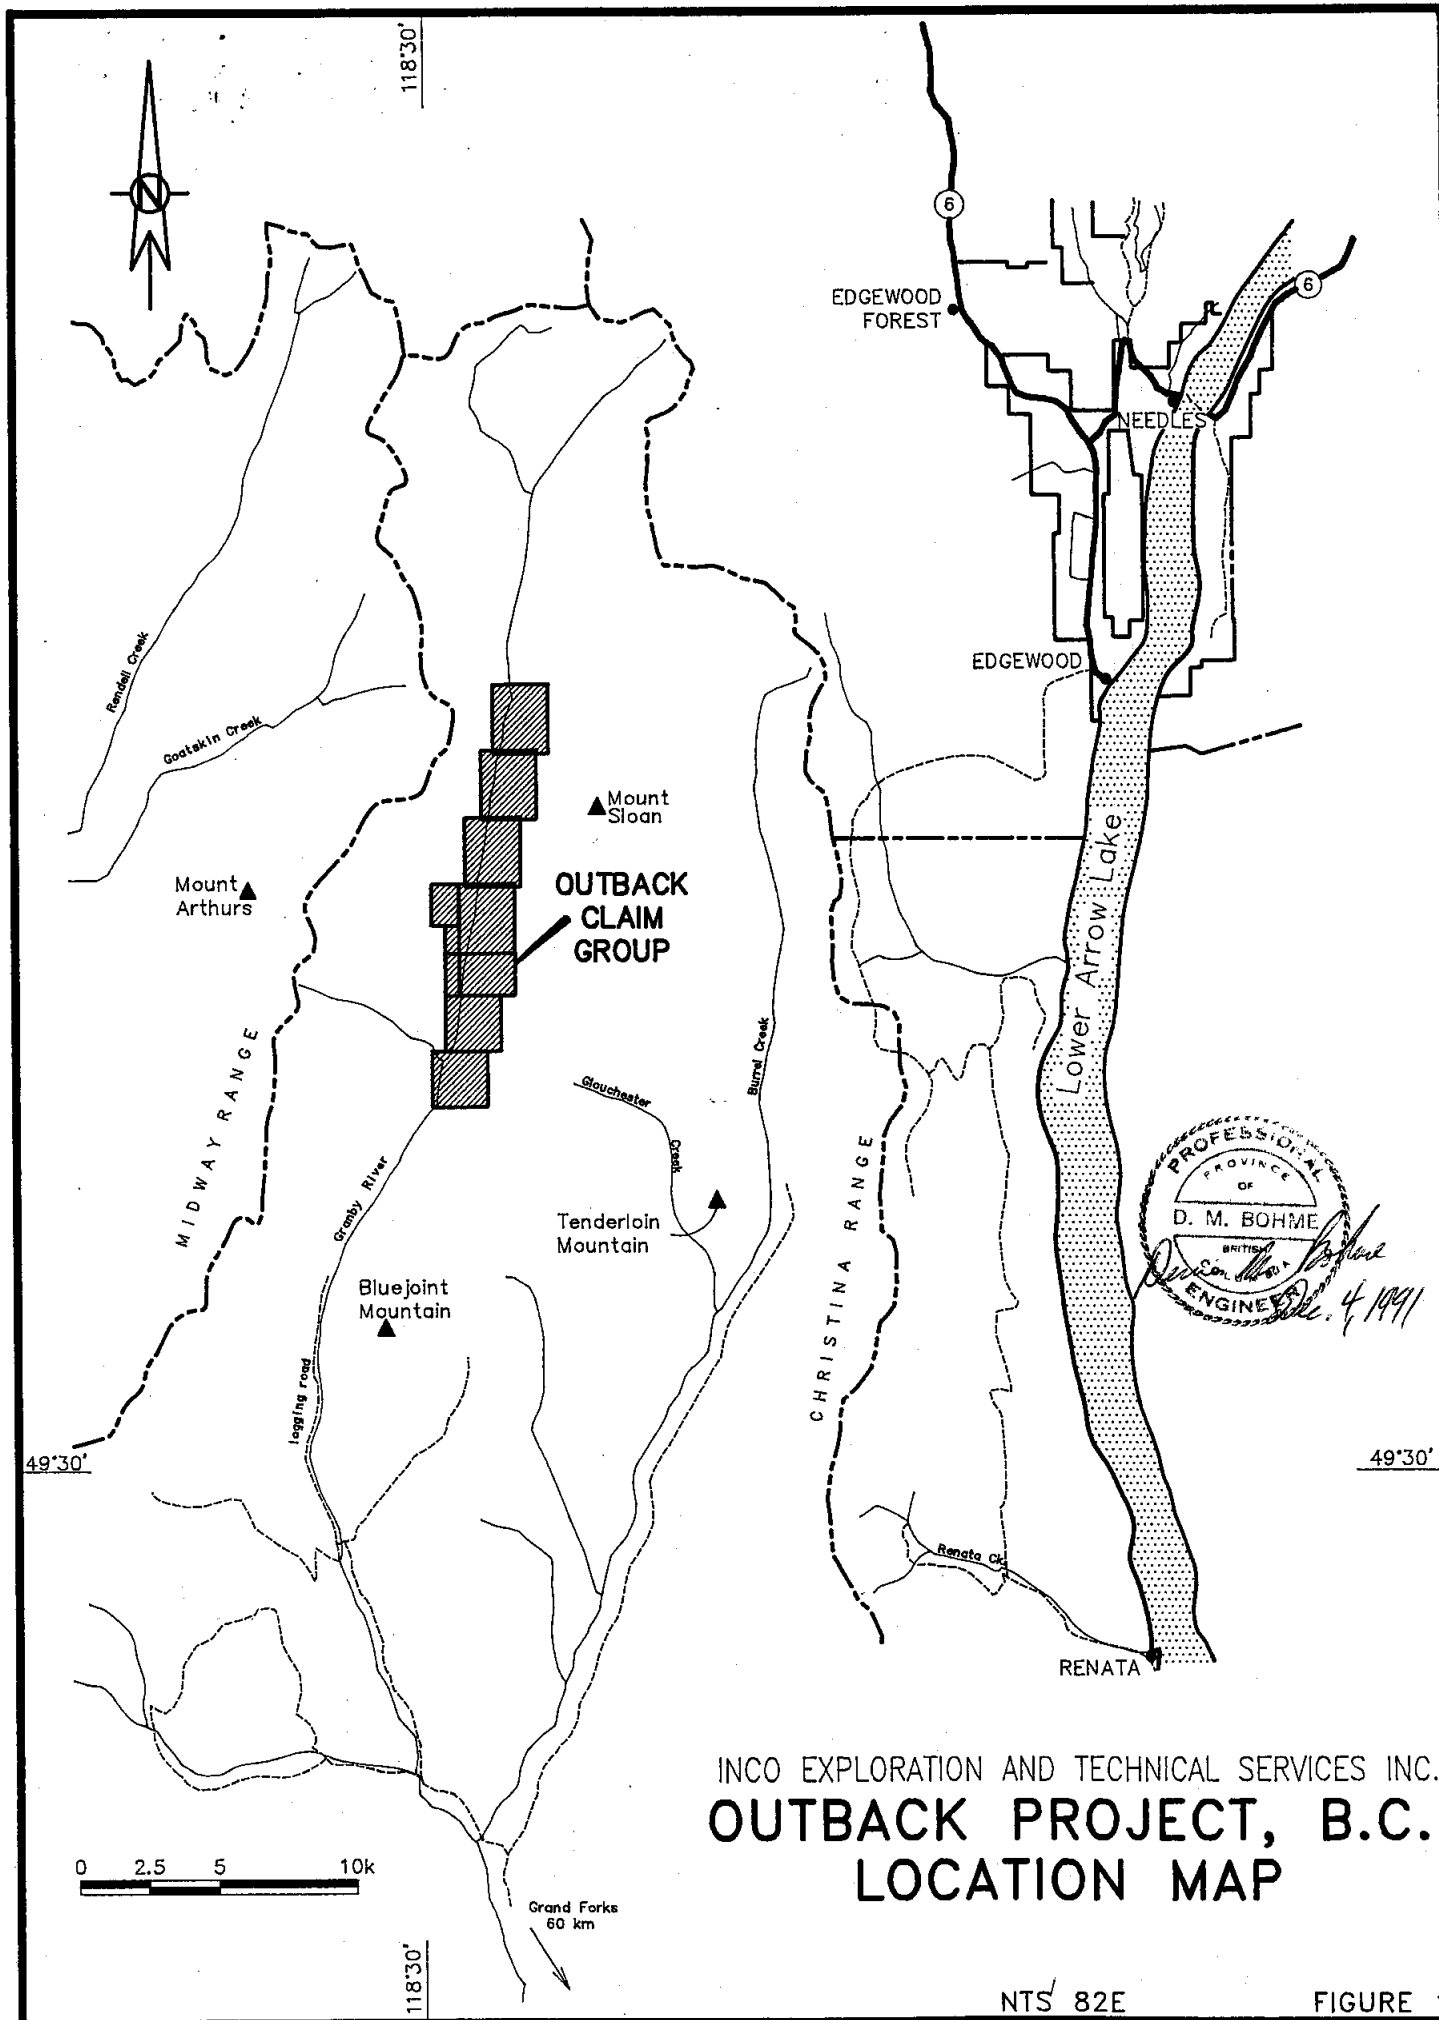 118°30'
N
6
6
EDGEWOOD
FOREST
NEEDLES
EDGEWOOD
Rendell Creek
Goatskin Creek
Mount
Sloan
Mount
Arthurs
OUTBACK
CLAIM
GROUP
Lower Arrow Lake
MIDWAY RANGE
Burrel Creek
Glouchester
Creek
Granby River
CHRISTINA RANGE
Tenderloin
Mountain
Bluejoint
Mountain
logging road
PROFESSIONAL
PROVINCE
OF
D. M. BOHME
BRITISH
COLUMBIA
ENGINEER
Dec. 4, 1991
49°30'
49°30'
Renata Ck.
RENATA
INCO EXPLORATION AND TECHNICAL SERVICES INC.
OUTBACK PROJECT, B.C.
LOCATION MAP
0 2.5 5 10k
Grand Forks
60 km
118°30'
NTS 82E
FIGURE